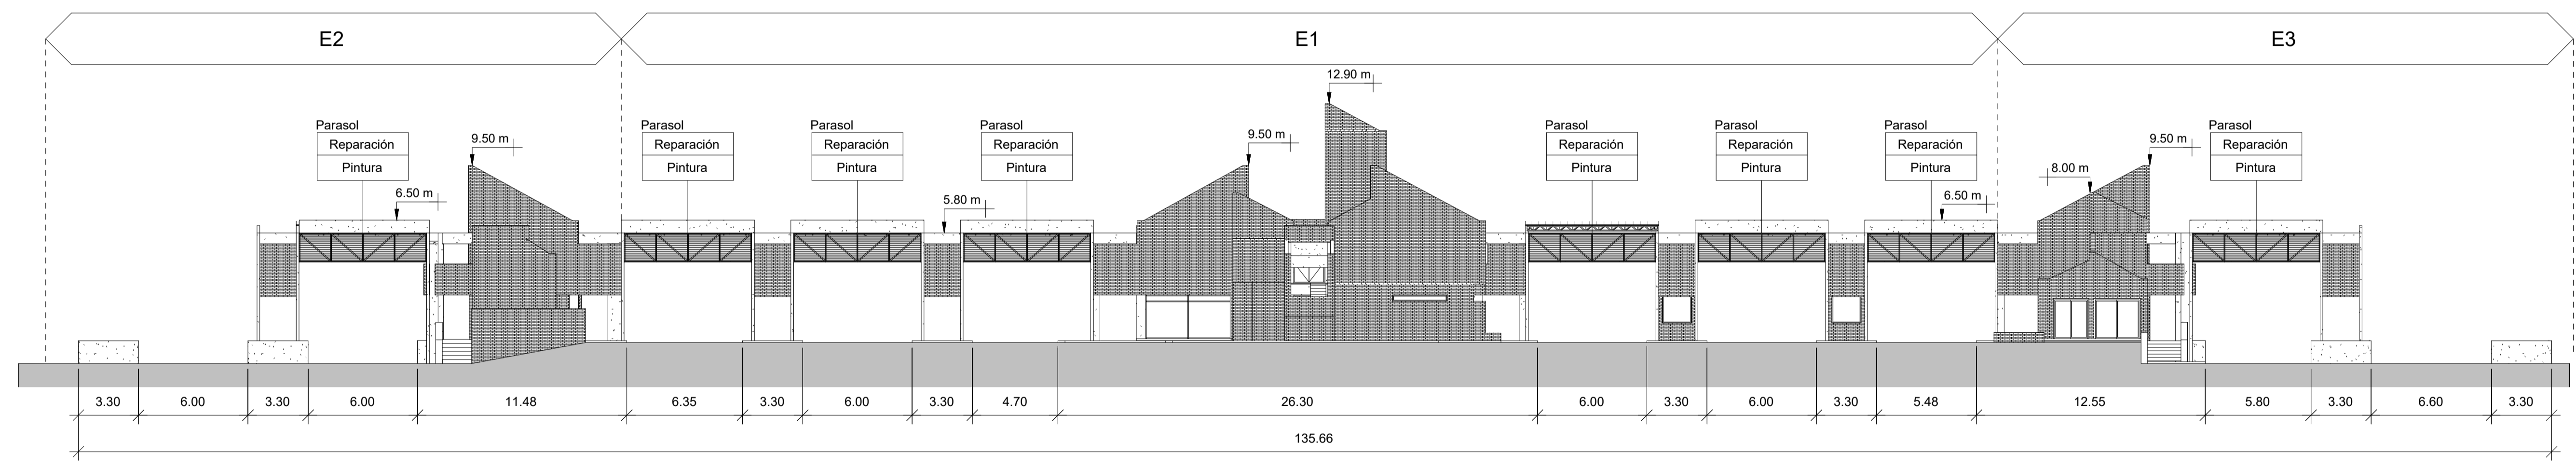 E2
E1
E3
12.90 m
Parasol
Reparación
Pintura
9.50 m
6.50 m
Parasol
Reparación
Pintura
Parasol
Reparación
Pintura
5.80 m
Parasol
Reparación
Pintura
9.50 m
Parasol
Reparación
Pintura
Parasol
Reparación
Pintura
Parasol
Reparación
Pintura
6.50 m
8.00 m
9.50 m
Parasol
Reparación
Pintura
3.30 6.00 3.30 6.00 11.48 6.35 3.30 6.00 3.30 4.70 26.30 6.00 3.30 6.00 3.30 5.48 12.55 5.80 3.30 6.60 3.30
135.66